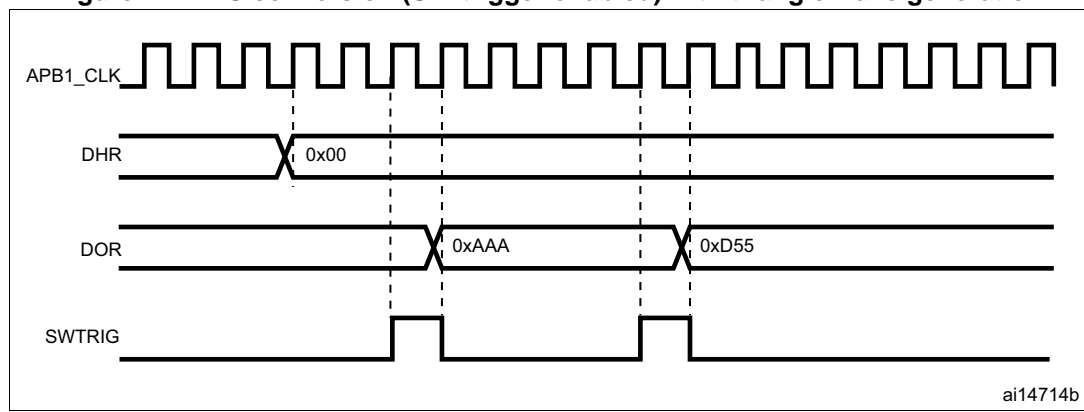 APB1_CLK
DHR
0x00
DOR
0xAAA
0xD55
SWTRIG
ai14714b